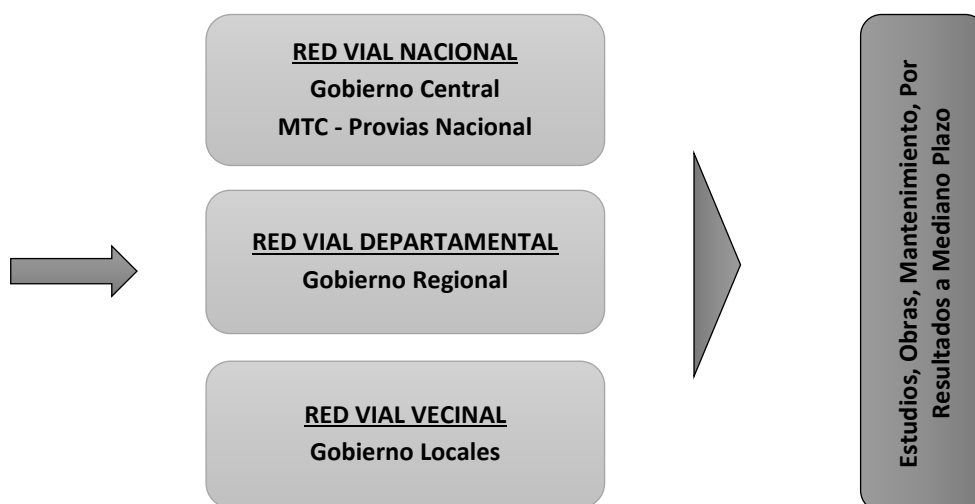 RED VIAL NACIONAL
Gobierno Central
MTC - Provias Nacional
RED VIAL DEPARTAMENTAL
Gobierno Regional
RED VIAL VECINAL
Gobierno Locales
Estudios, Obras, Mantenimiento, Por
Resultados a Mediano Plazo